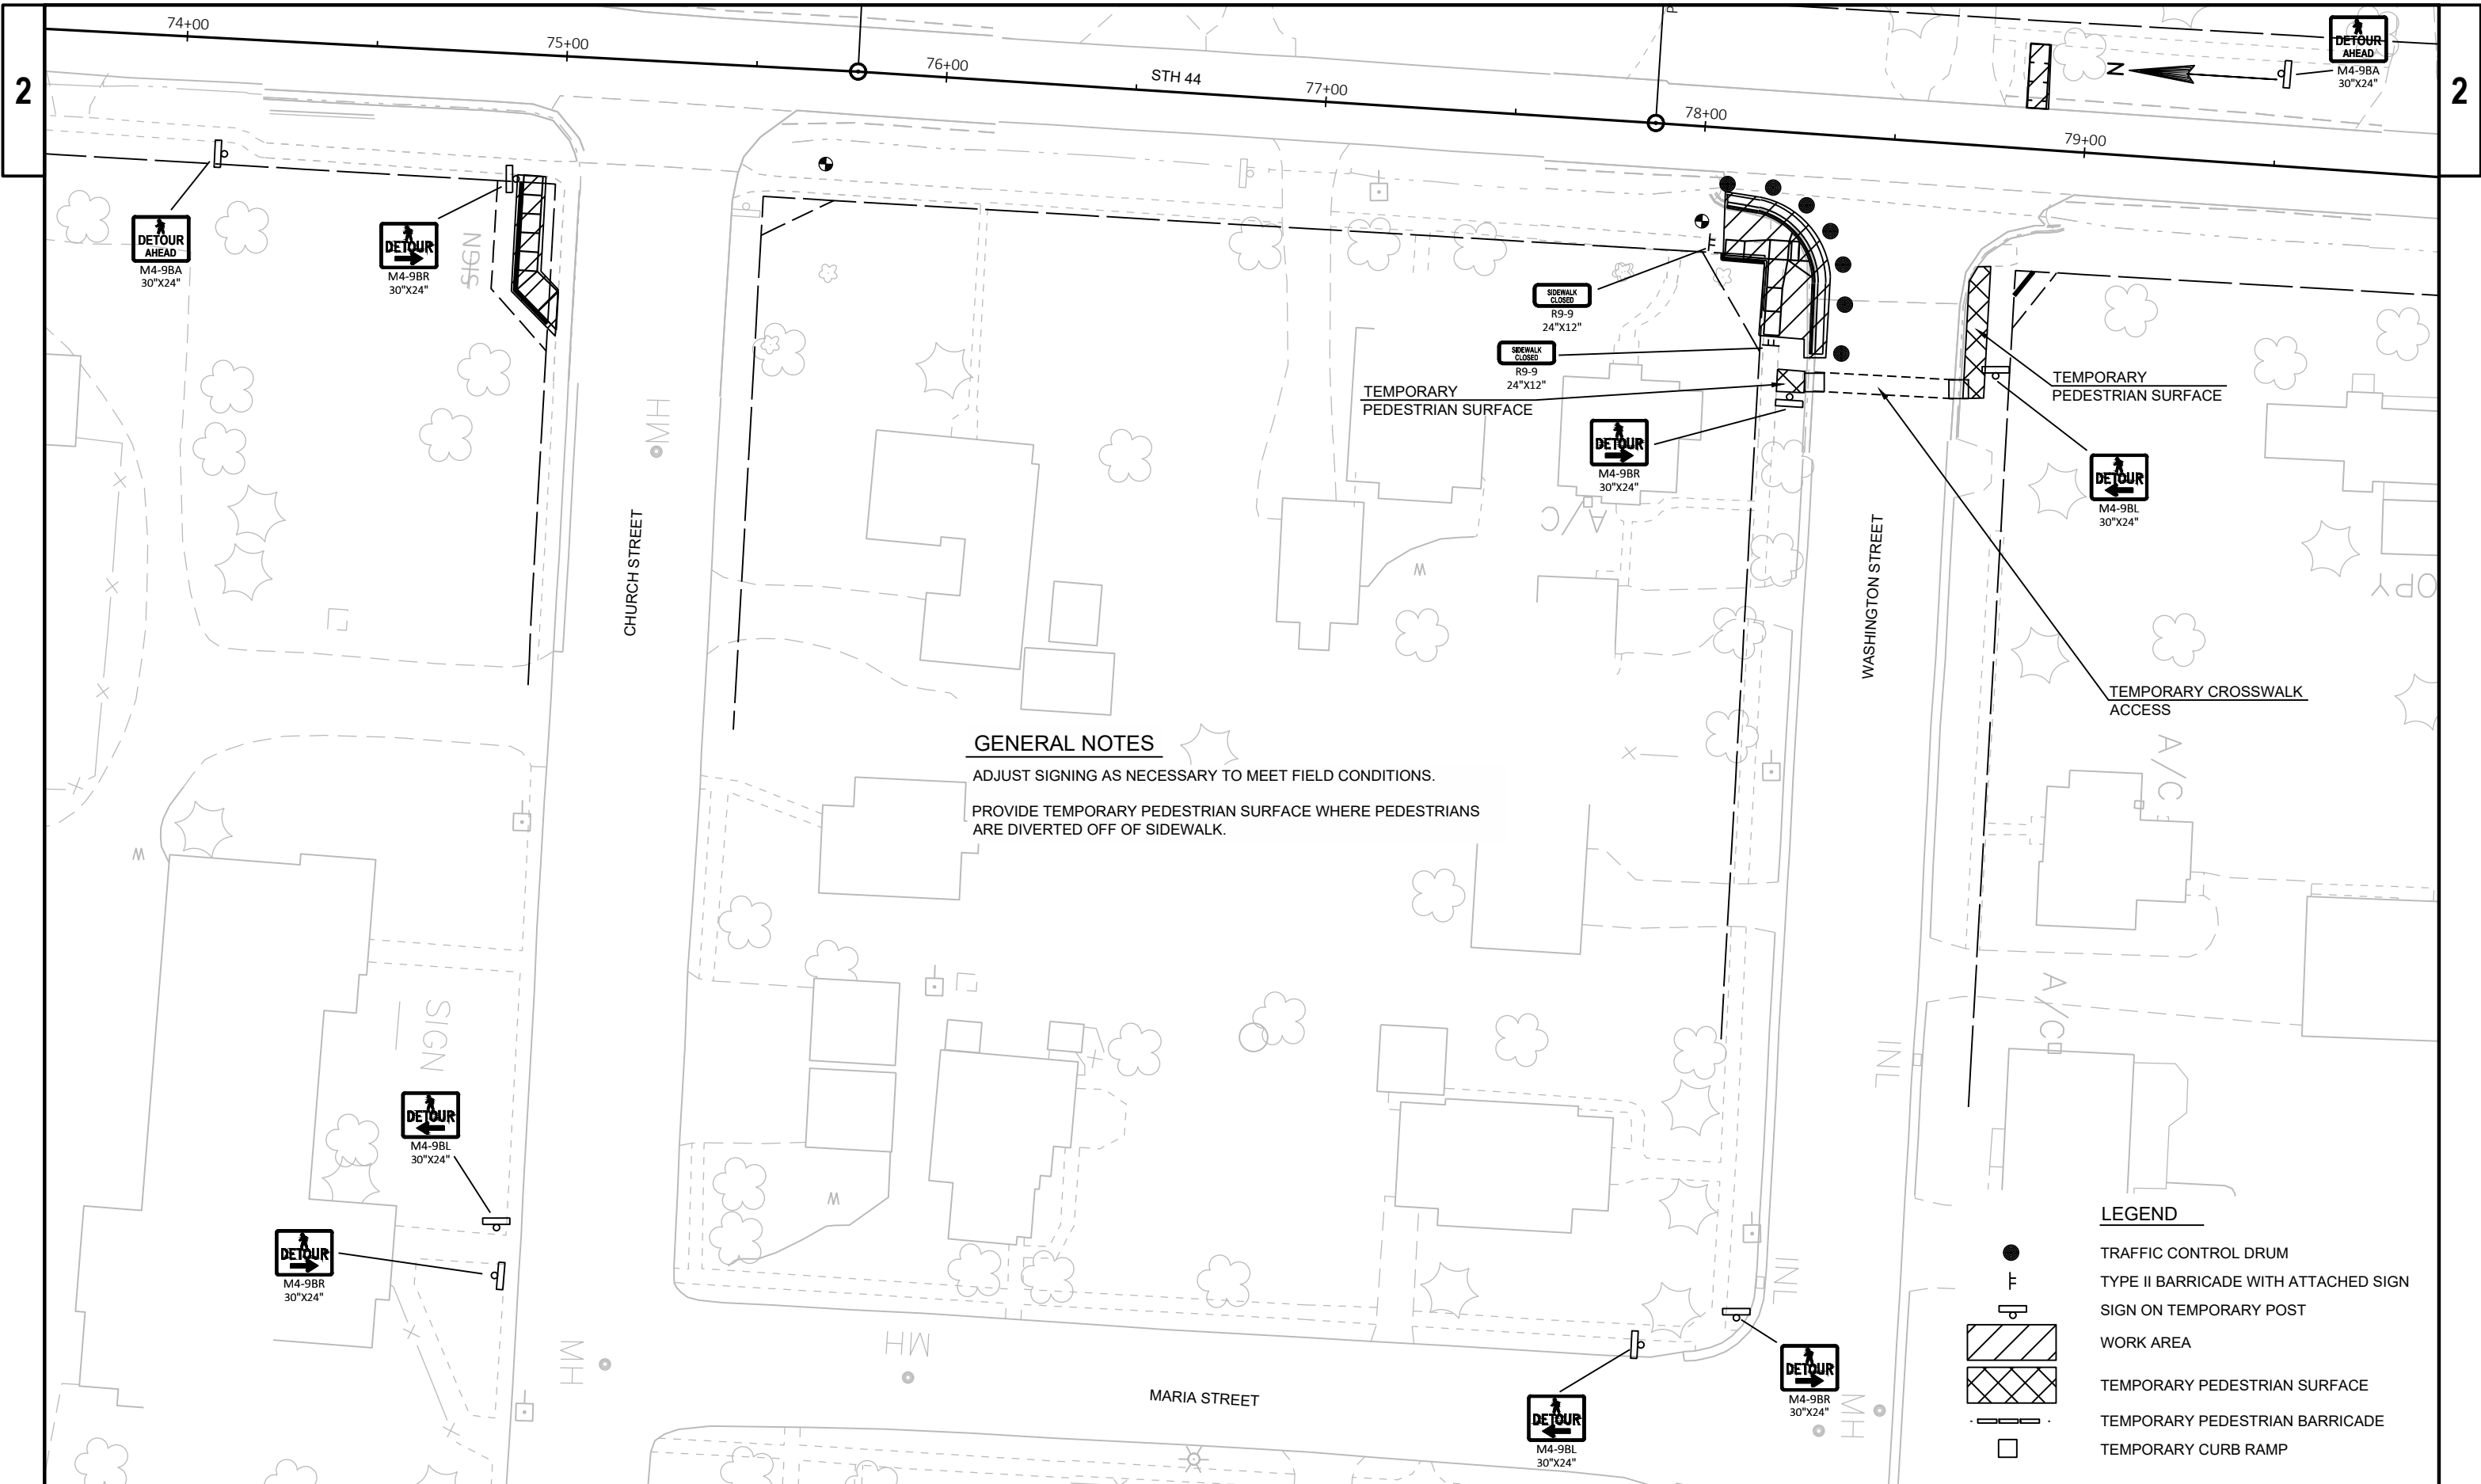 2
74+00
75+00
76+00
STH 44
77+00
78+00
79+00
P
N
DETOUR
AHEAD
M4-9BA
30"X24"
2
DETOUR
AHEAD
M4-9BA
30"X24"
DETOUR
M4-9BR
30"X24"
SIGN
SIDEWALK
CLOSED
R9-9
24"X12"
SIDEWALK
CLOSED
R9-9
24"X12"
TEMPORARY
PEDESTRIAN SURFACE
DETOUR
M4-9BR
30"X24"
TEMPORARY
PEDESTRIAN SURFACE
DETOUR
M4-9BL
30"X24"
MH
CHURCH STREET
A/C
W
WASHINGTON STREET
OPY
TEMPORARY CROSSWALK
ACCESS
A/C
GENERAL NOTES
ADJUST SIGNING AS NECESSARY TO MEET FIELD CONDITIONS.
PROVIDE TEMPORARY PEDESTRIAN SURFACE WHERE PEDESTRIANS
ARE DIVERTED OFF OF SIDEWALK.
W
SIGN
A/C
INL
DETOUR
M4-9BL
30"X24"
DETOUR
M4-9BR
30"X24"
W
INL
MH
MH
MARIA STREET
DETOUR
M4-9BL
30"X24"
DETOUR
M4-9BR
30"X24"
MH
LEGEND
TRAFFIC CONTROL DRUM
TYPE II BARRICADE WITH ATTACHED SIGN
SIGN ON TEMPORARY POST
WORK AREA
TEMPORARY PEDESTRIAN SURFACE
TEMPORARY PEDESTRIAN BARRICADE
TEMPORARY CURB RAMP